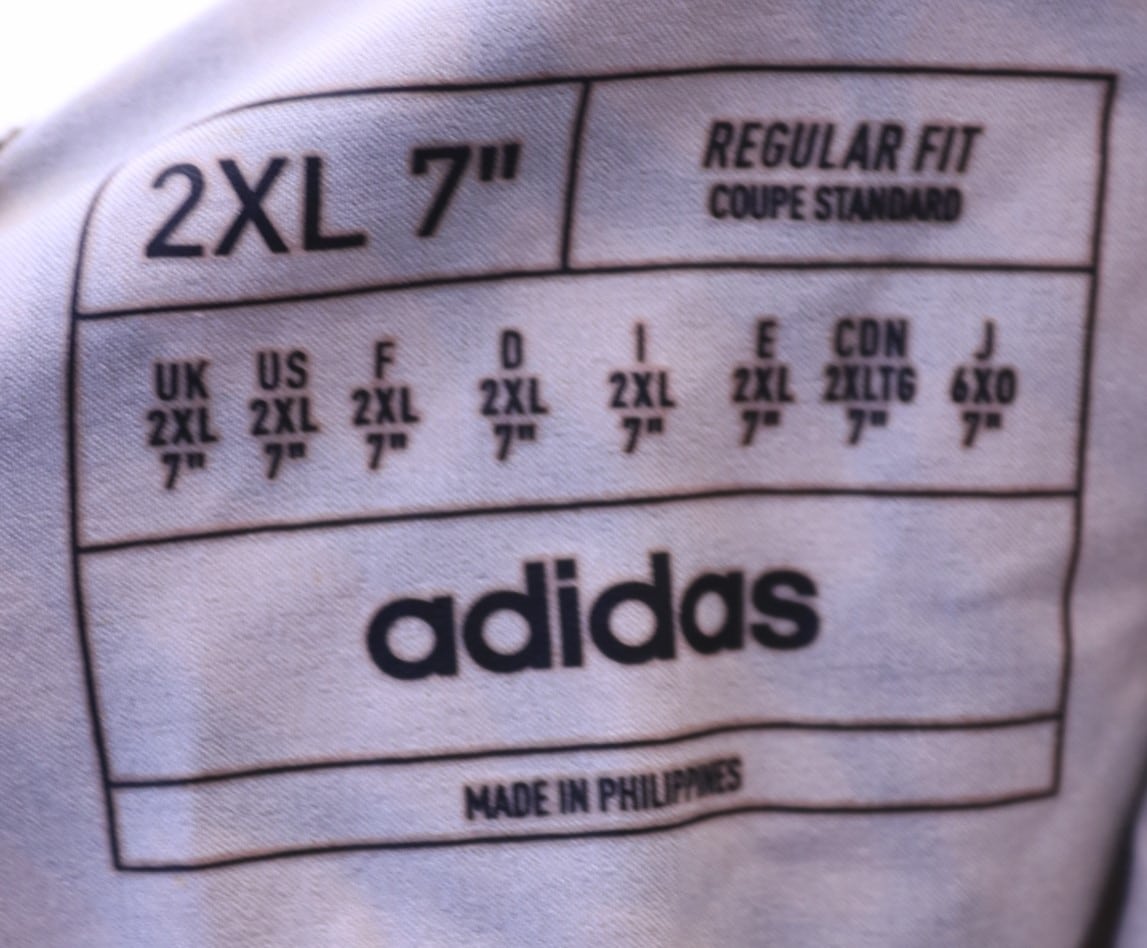 2XL 7"
REGULAR FIT
COUPE STANDARD
UK US F D I E CDN J
2XL 2XL 2XL 2XL 2XL 2XL 2XLTG 6XO
7" 7" 7" 7" 7" 7" 7" 7"
adidas
MADE IN PHILIPPINES